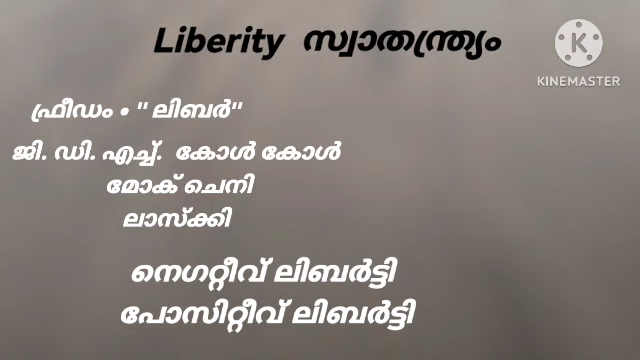 Liberity സ്വാതന്ത്ര്യം
KINEMASTER
ഫ്രീഡം • " ലിബർ"
ജി. ഡി. എച്ച്. കോൾ കോൾ
മോക് ചെനി
ലാസ്ക്കി
നെഗറ്റീവ് ലിബർട്ടി
പോസിറ്റീവ് ലിബർട്ടി